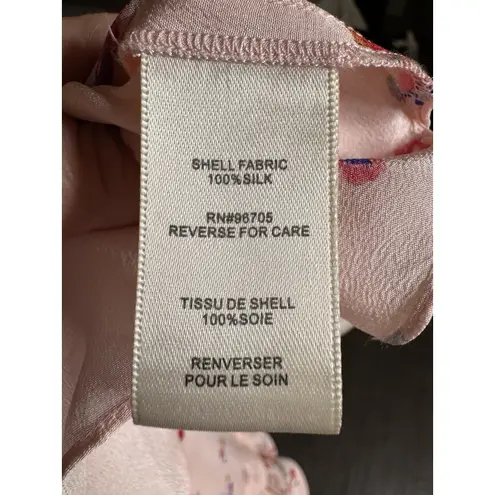 SHELL FABRIC
100%SILK
RN#96705
REVERSE FOR CARE
TISSU DE SHELL
100%SOIE
RENVERSER
POUR LE SOIN